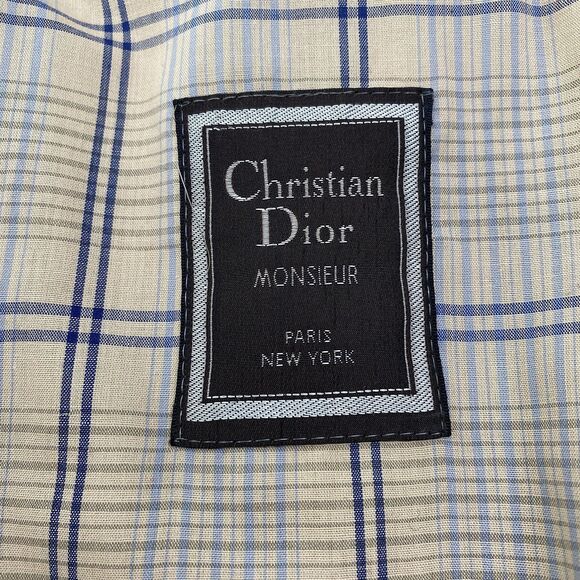 Christian
Dior
MONSIEUR
PARIS
NEW YORK